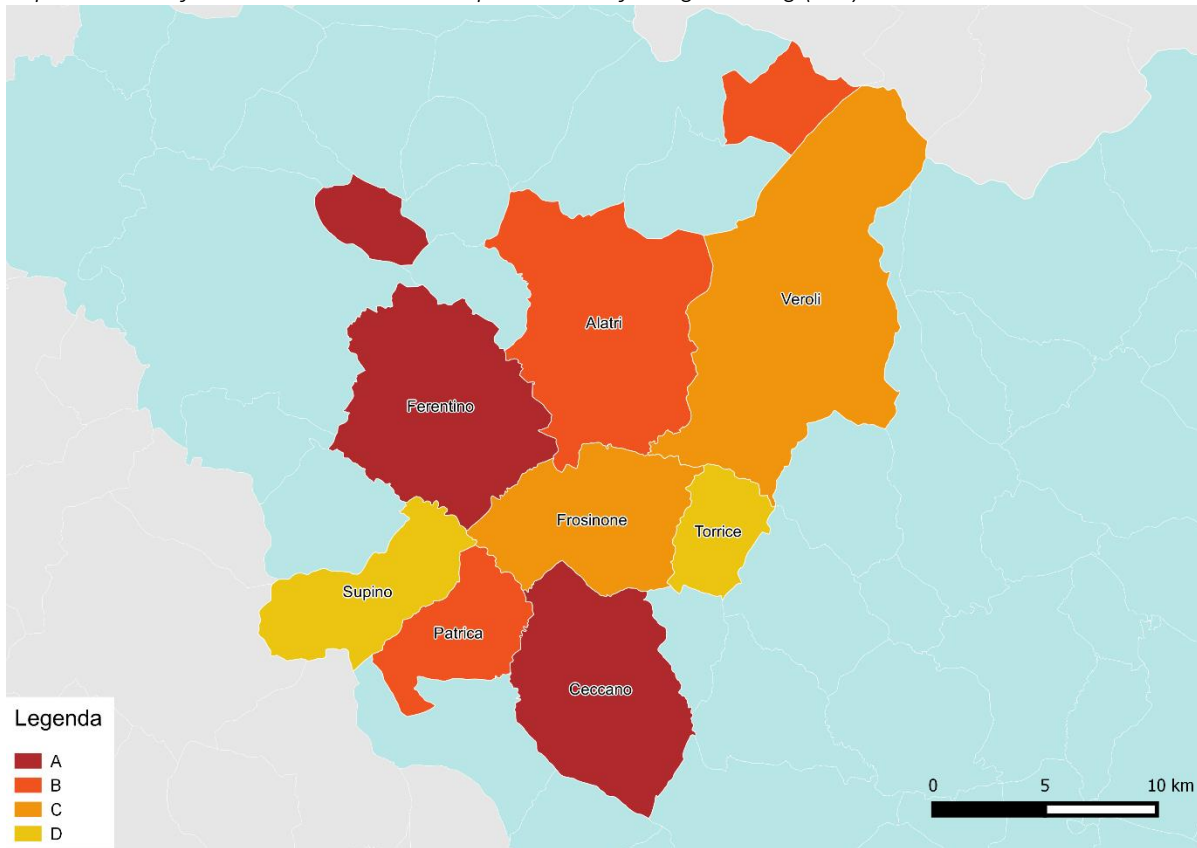 Veroli
Alatri
Ferentino
Frosinone
Torrice
Supino
Patrica
Ceccano
Legenda
A
B
C
D
0 5 10 km